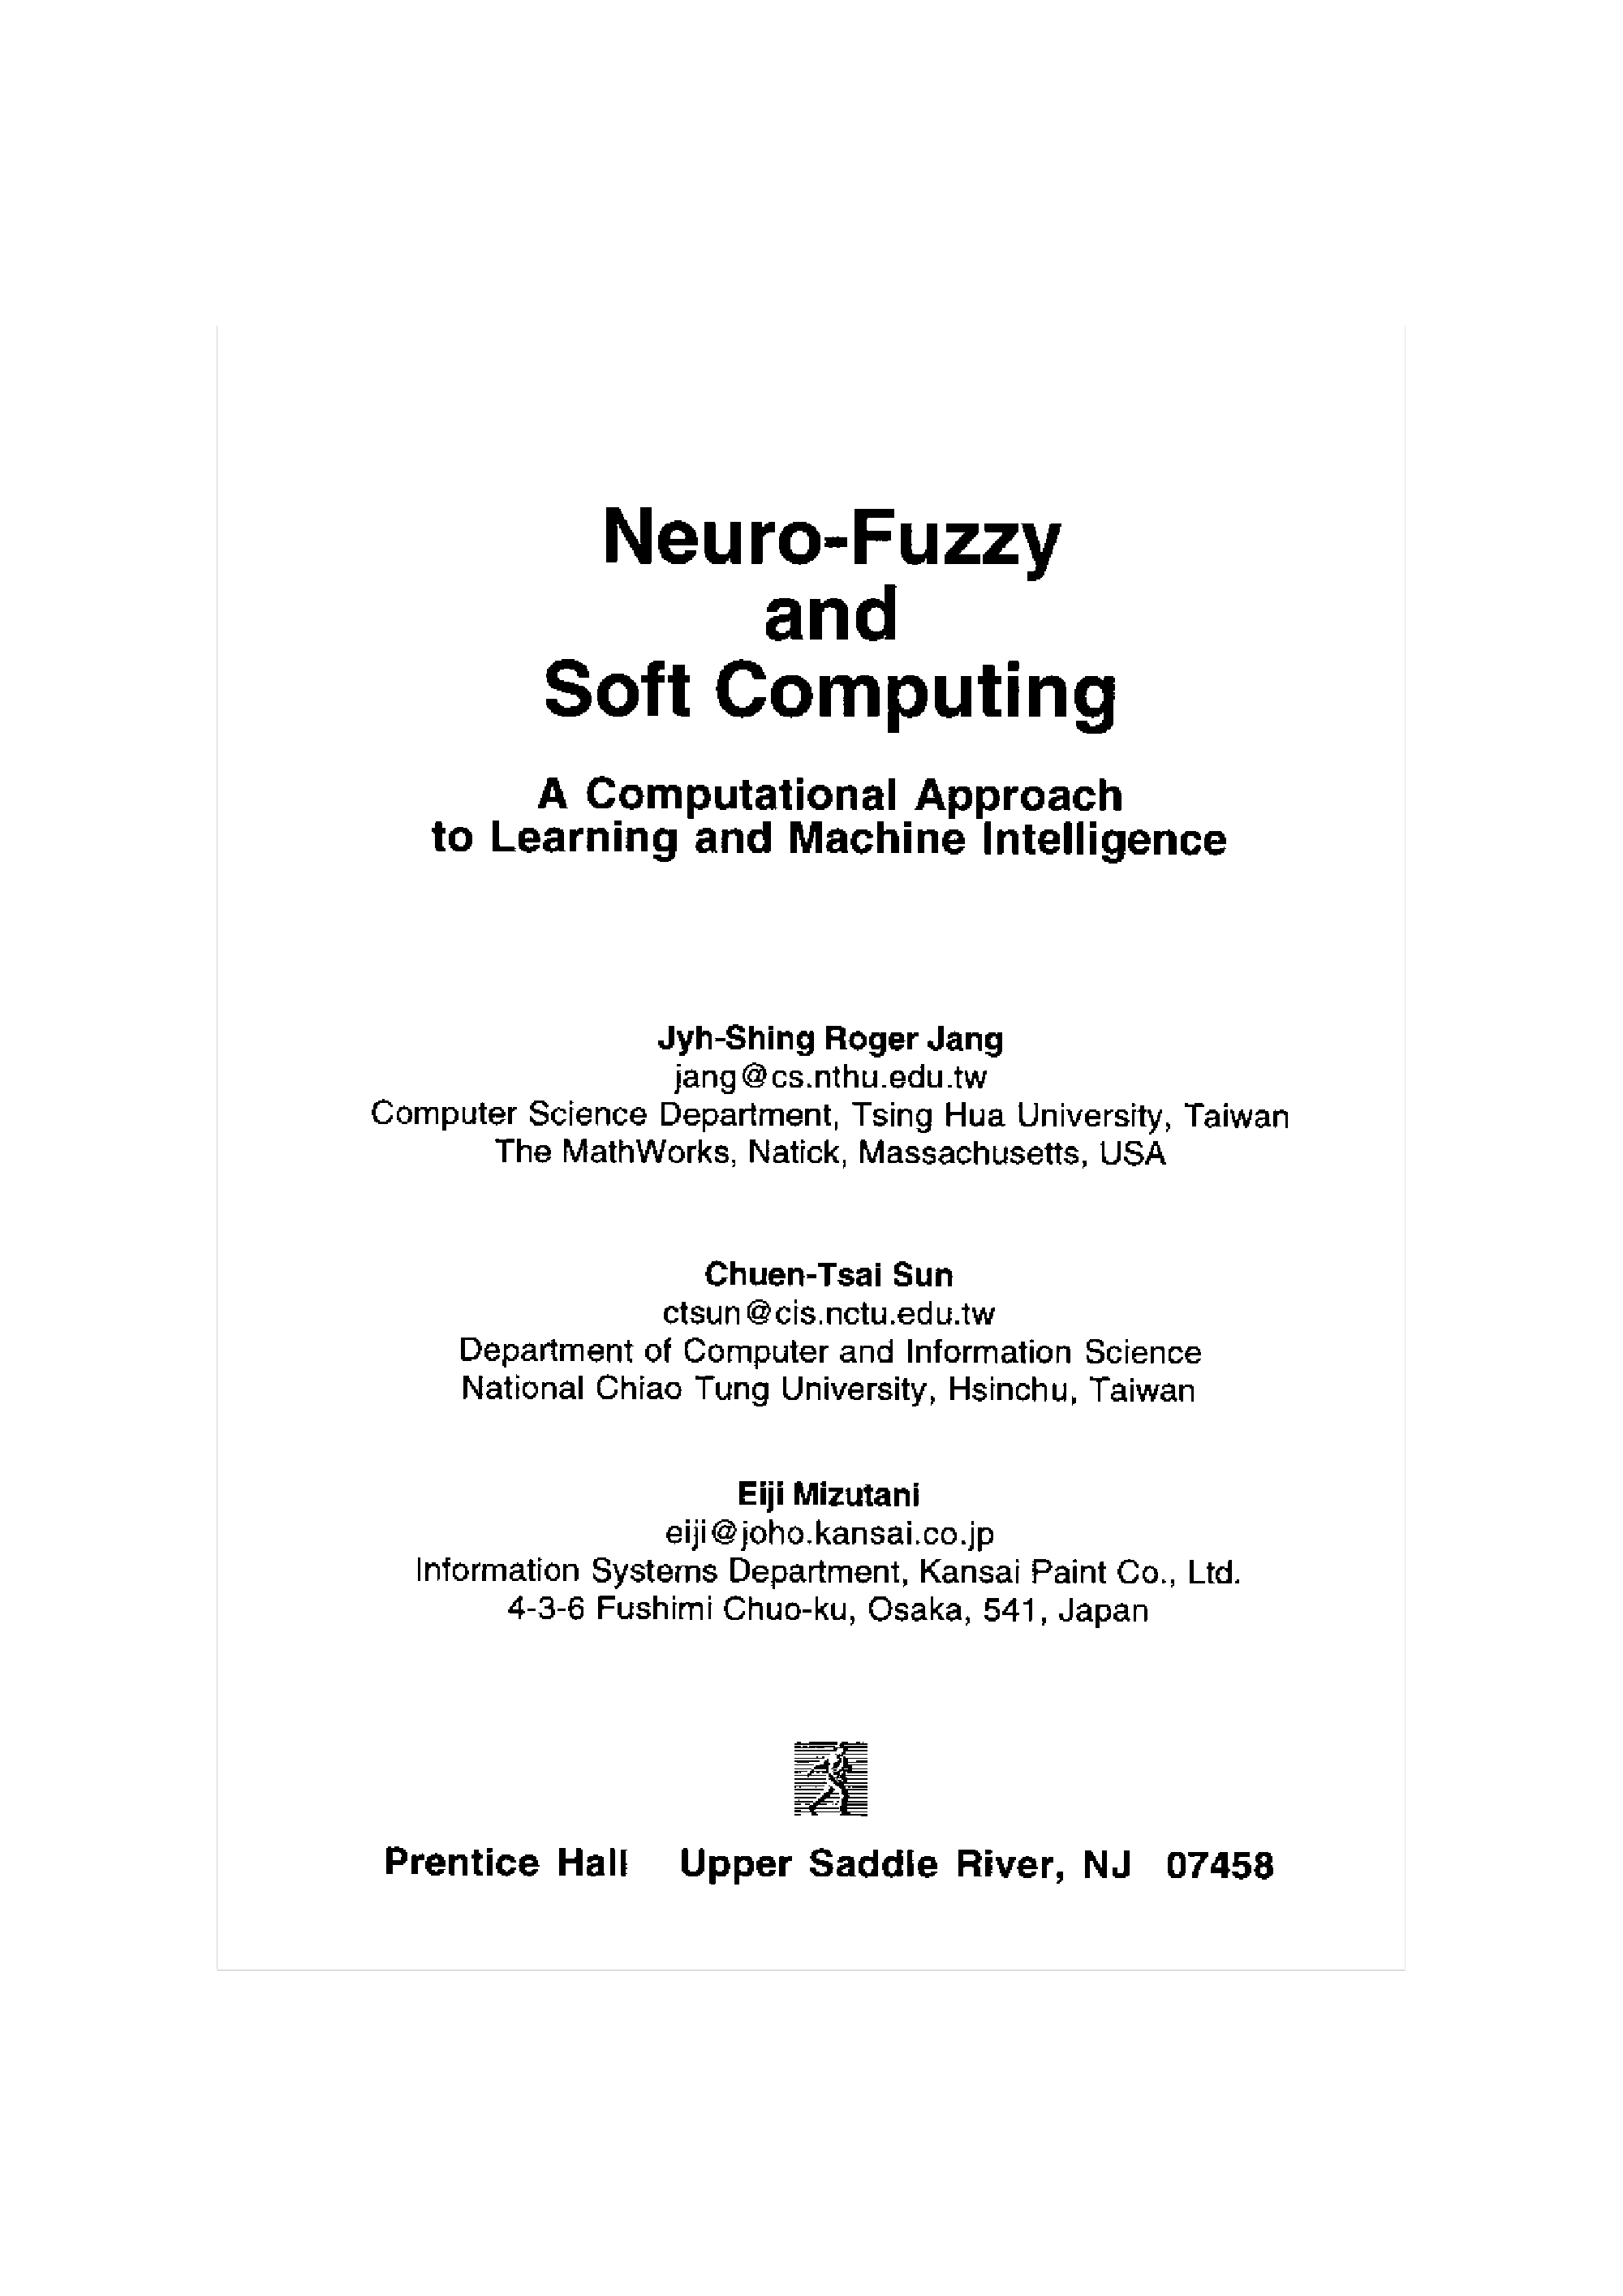 Neuro-Fuzzy
and
Soft Computing
A Computational Approach
to Learning and Machine Intelligence
Jyh-Shing Roger Jang
jang@cs.nthu.edu.tw
Computer Science Department, Tsing Hua University, Taiwan
The MathWorks, Natick, Massachusetts, USA
Chuen-Tsai Sun
ctsun@cis.nctu.edu.tw
Department of Computer and Information Science
National Chiao Tung University, Hsinchu, Taiwan
Eiji Mizutani
eiji@joho.kansai.co.jp
Information Systems Department, Kansai Paint Co., Ltd.
4-3-6 Fushimi Chuo-ku, Osaka, 541, Japan
Prentice Hall Upper Saddle River, NJ 07458